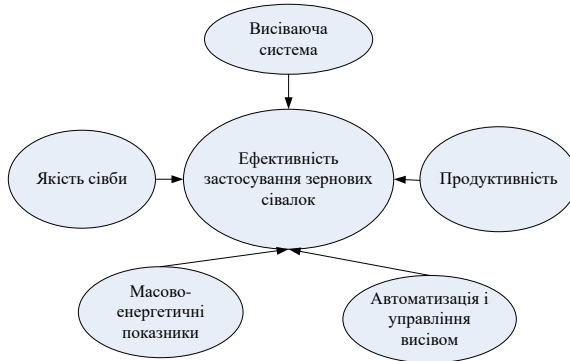 Висіваюча
система
Якість сівби
Ефективність
застосування зернових
сівалок
Продуктивність
Масово-
енергетичні
показники
Автоматизація і
управління
висівом